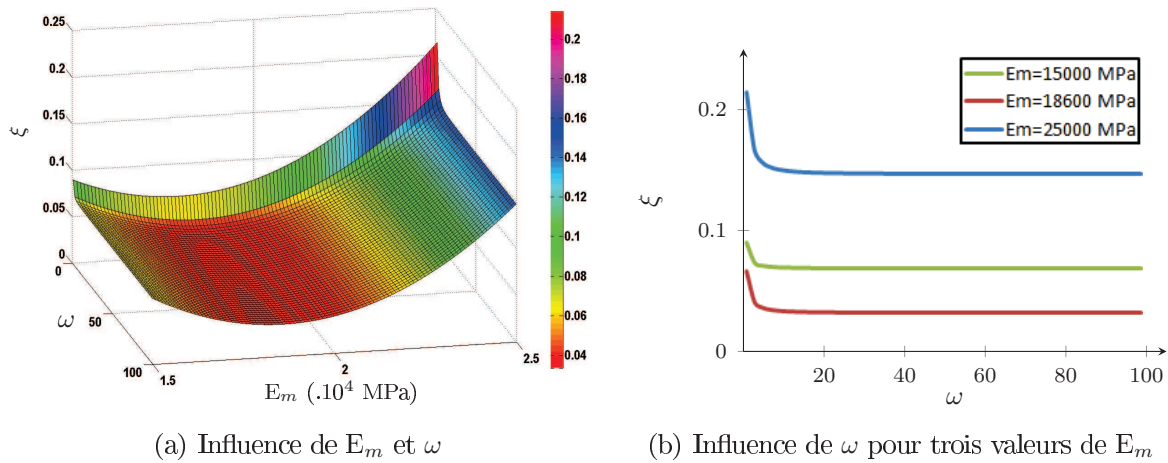 0.25
0.2
0.15
0.1
0.05
0
ξ
0
50
100
ω
1.5
2
2.5
E_m (.10^4 MPa)
0.2
0.18
0.16
0.14
0.12
0.1
0.08
0.06
0.04
(a) Influence de E_m et ω
Em=15000 MPa
Em=18600 MPa
Em=25000 MPa
0.2
0.1
0
ξ
20
40
60
80
100
ω
(b) Influence de ω pour trois valeurs de E_m